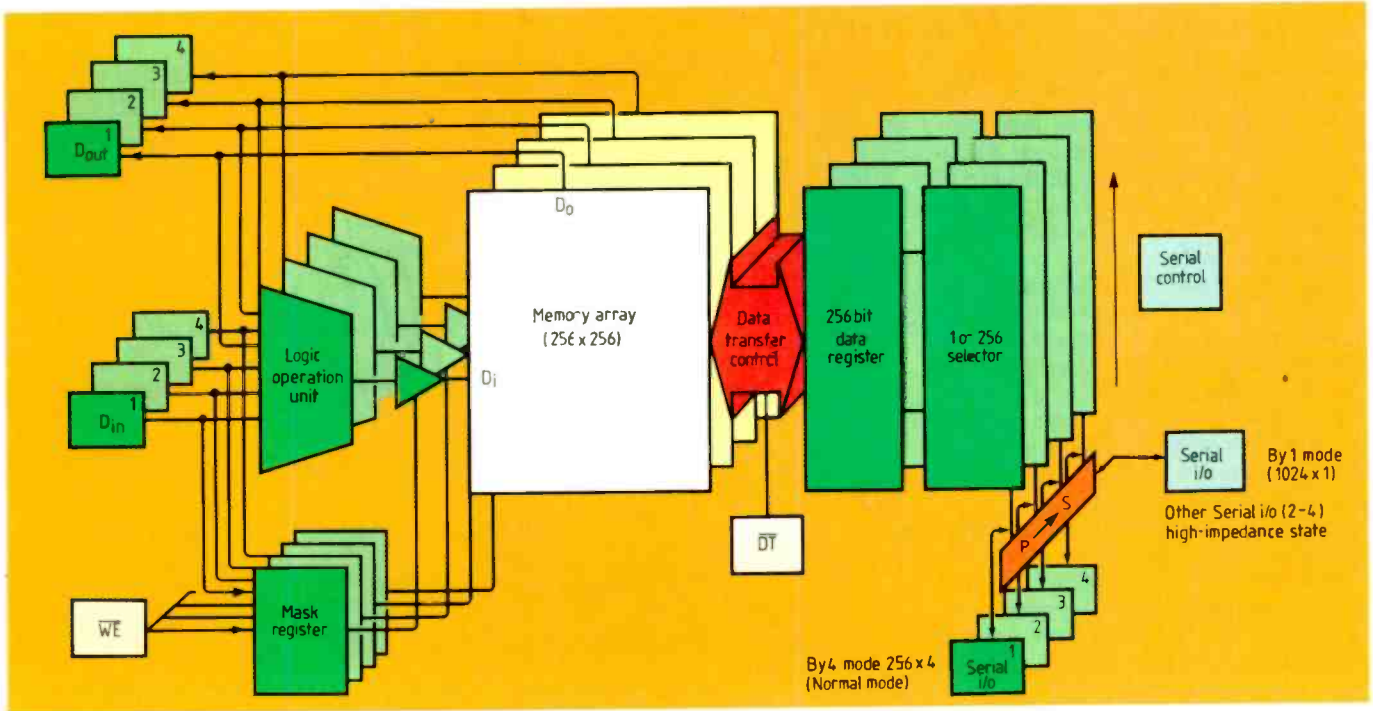 4
3
2
1
Dout
Do
Memory array
(256 x 256)
Di
Logic
operation
unit
4
3
2
1
Din
WE
Mask
register
Data
transfer
control
DT
256 bit
data
register
1 or 256
selector
Serial
control
Serial
i/o
By 1 mode
(1024 x 1)
Other Serial i/o (2-4)
high-impedance state
P → S
4
3
2
1
Serial
i/o
By 4 mode 256 x 4
(Normal mode)